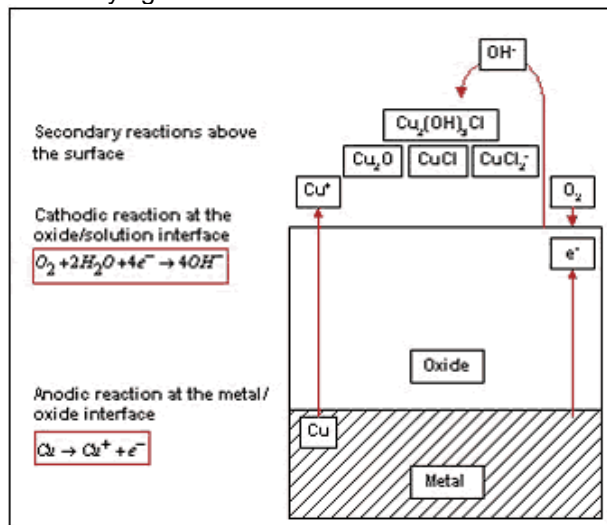 OH⁻
Cu₂(OH)₃Cl
Cu₂O CuCl CuCl₂⁻
Cu⁺ O₂
e⁻
Oxide
Cu
Metal
Secondary reactions above
the surface
Cathodic reaction at the
oxide/solution interface
O₂ +2H₂O+4e⁻ → 4OH⁻
Anodic reaction at the metal/
oxide interface
Cu → Cu⁺ + e⁻